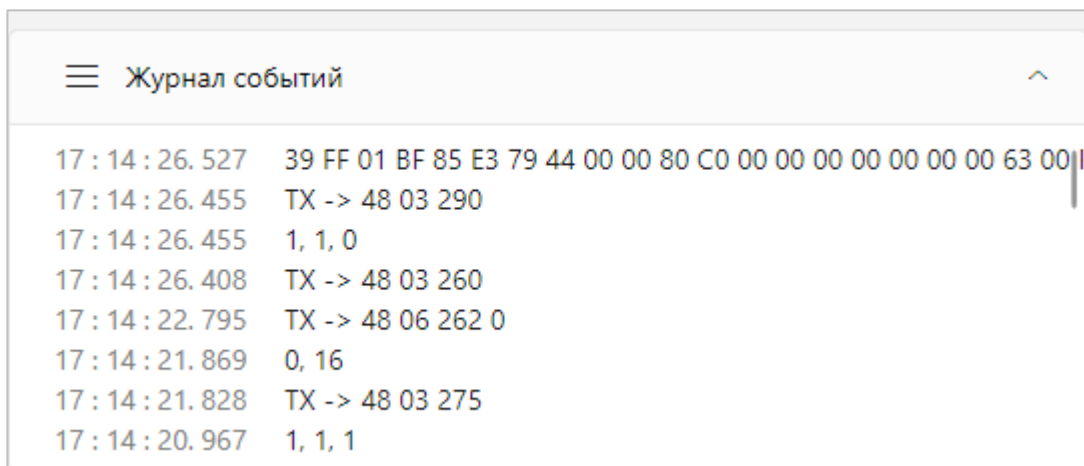 Журнал событий
17 : 14 : 26. 527 39 FF 01 BF 85 E3 79 44 00 00 80 C0 00 00 00 00 00 00 00 63 00
17 : 14 : 26. 455 TX -> 48 03 290
17 : 14 : 26. 455 1, 1, 0
17 : 14 : 26. 408 TX -> 48 03 260
17 : 14 : 22. 795 TX -> 48 06 262 0
17 : 14 : 21. 869 0, 16
17 : 14 : 21. 828 TX -> 48 03 275
17 : 14 : 20. 967 1, 1, 1